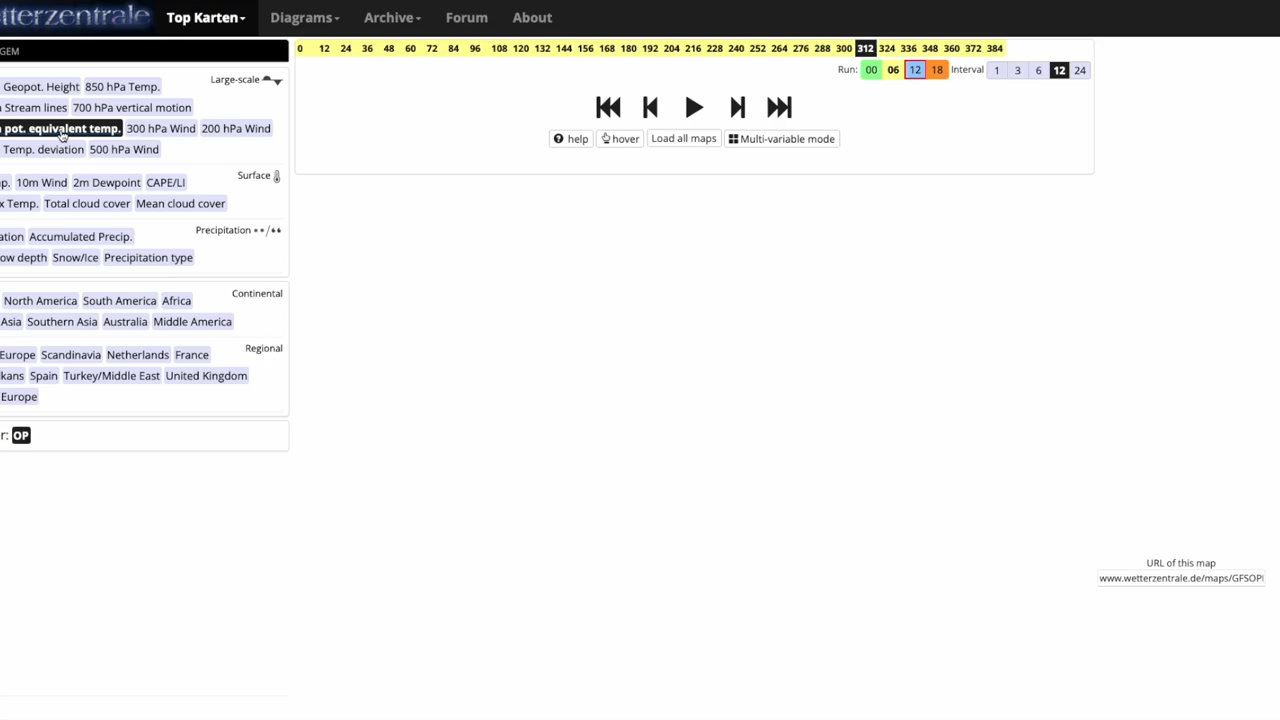 etterzentrale Top Karten Diagrams Archive Forum About
GEM
0 12 24 36 48 60 72 84 96 108 120 132 144 156 168 180 192 204 216 228 240 252 264 276 288 300 312 324 336 348 360 372 384
Run: 00 06 12 18 Interval 1 3 6 12 24
help hover Load all maps Multi-variable mode
Large-scale
Geopot. Height 850 hPa Temp.
Stream lines 700 hPa vertical motion
pot. equivalent temp. 300 hPa Wind 200 hPa Wind
Temp. deviation 500 hPa Wind
Surface
p. 10m Wind 2m Dewpoint CAPE/LI
x Temp. Total cloud cover Mean cloud cover
Precipitation
ation Accumulated Precip.
ow depth Snow/Ice Precipitation type
Continental
North America South America Africa
Asia Southern Asia Australia Middle America
Regional
Europe Scandinavia Netherlands France
kans Spain Turkey/Middle East United Kingdom
Europe
r: OP
URL of this map
www.wetterzentrale.de/maps/GFSOPI